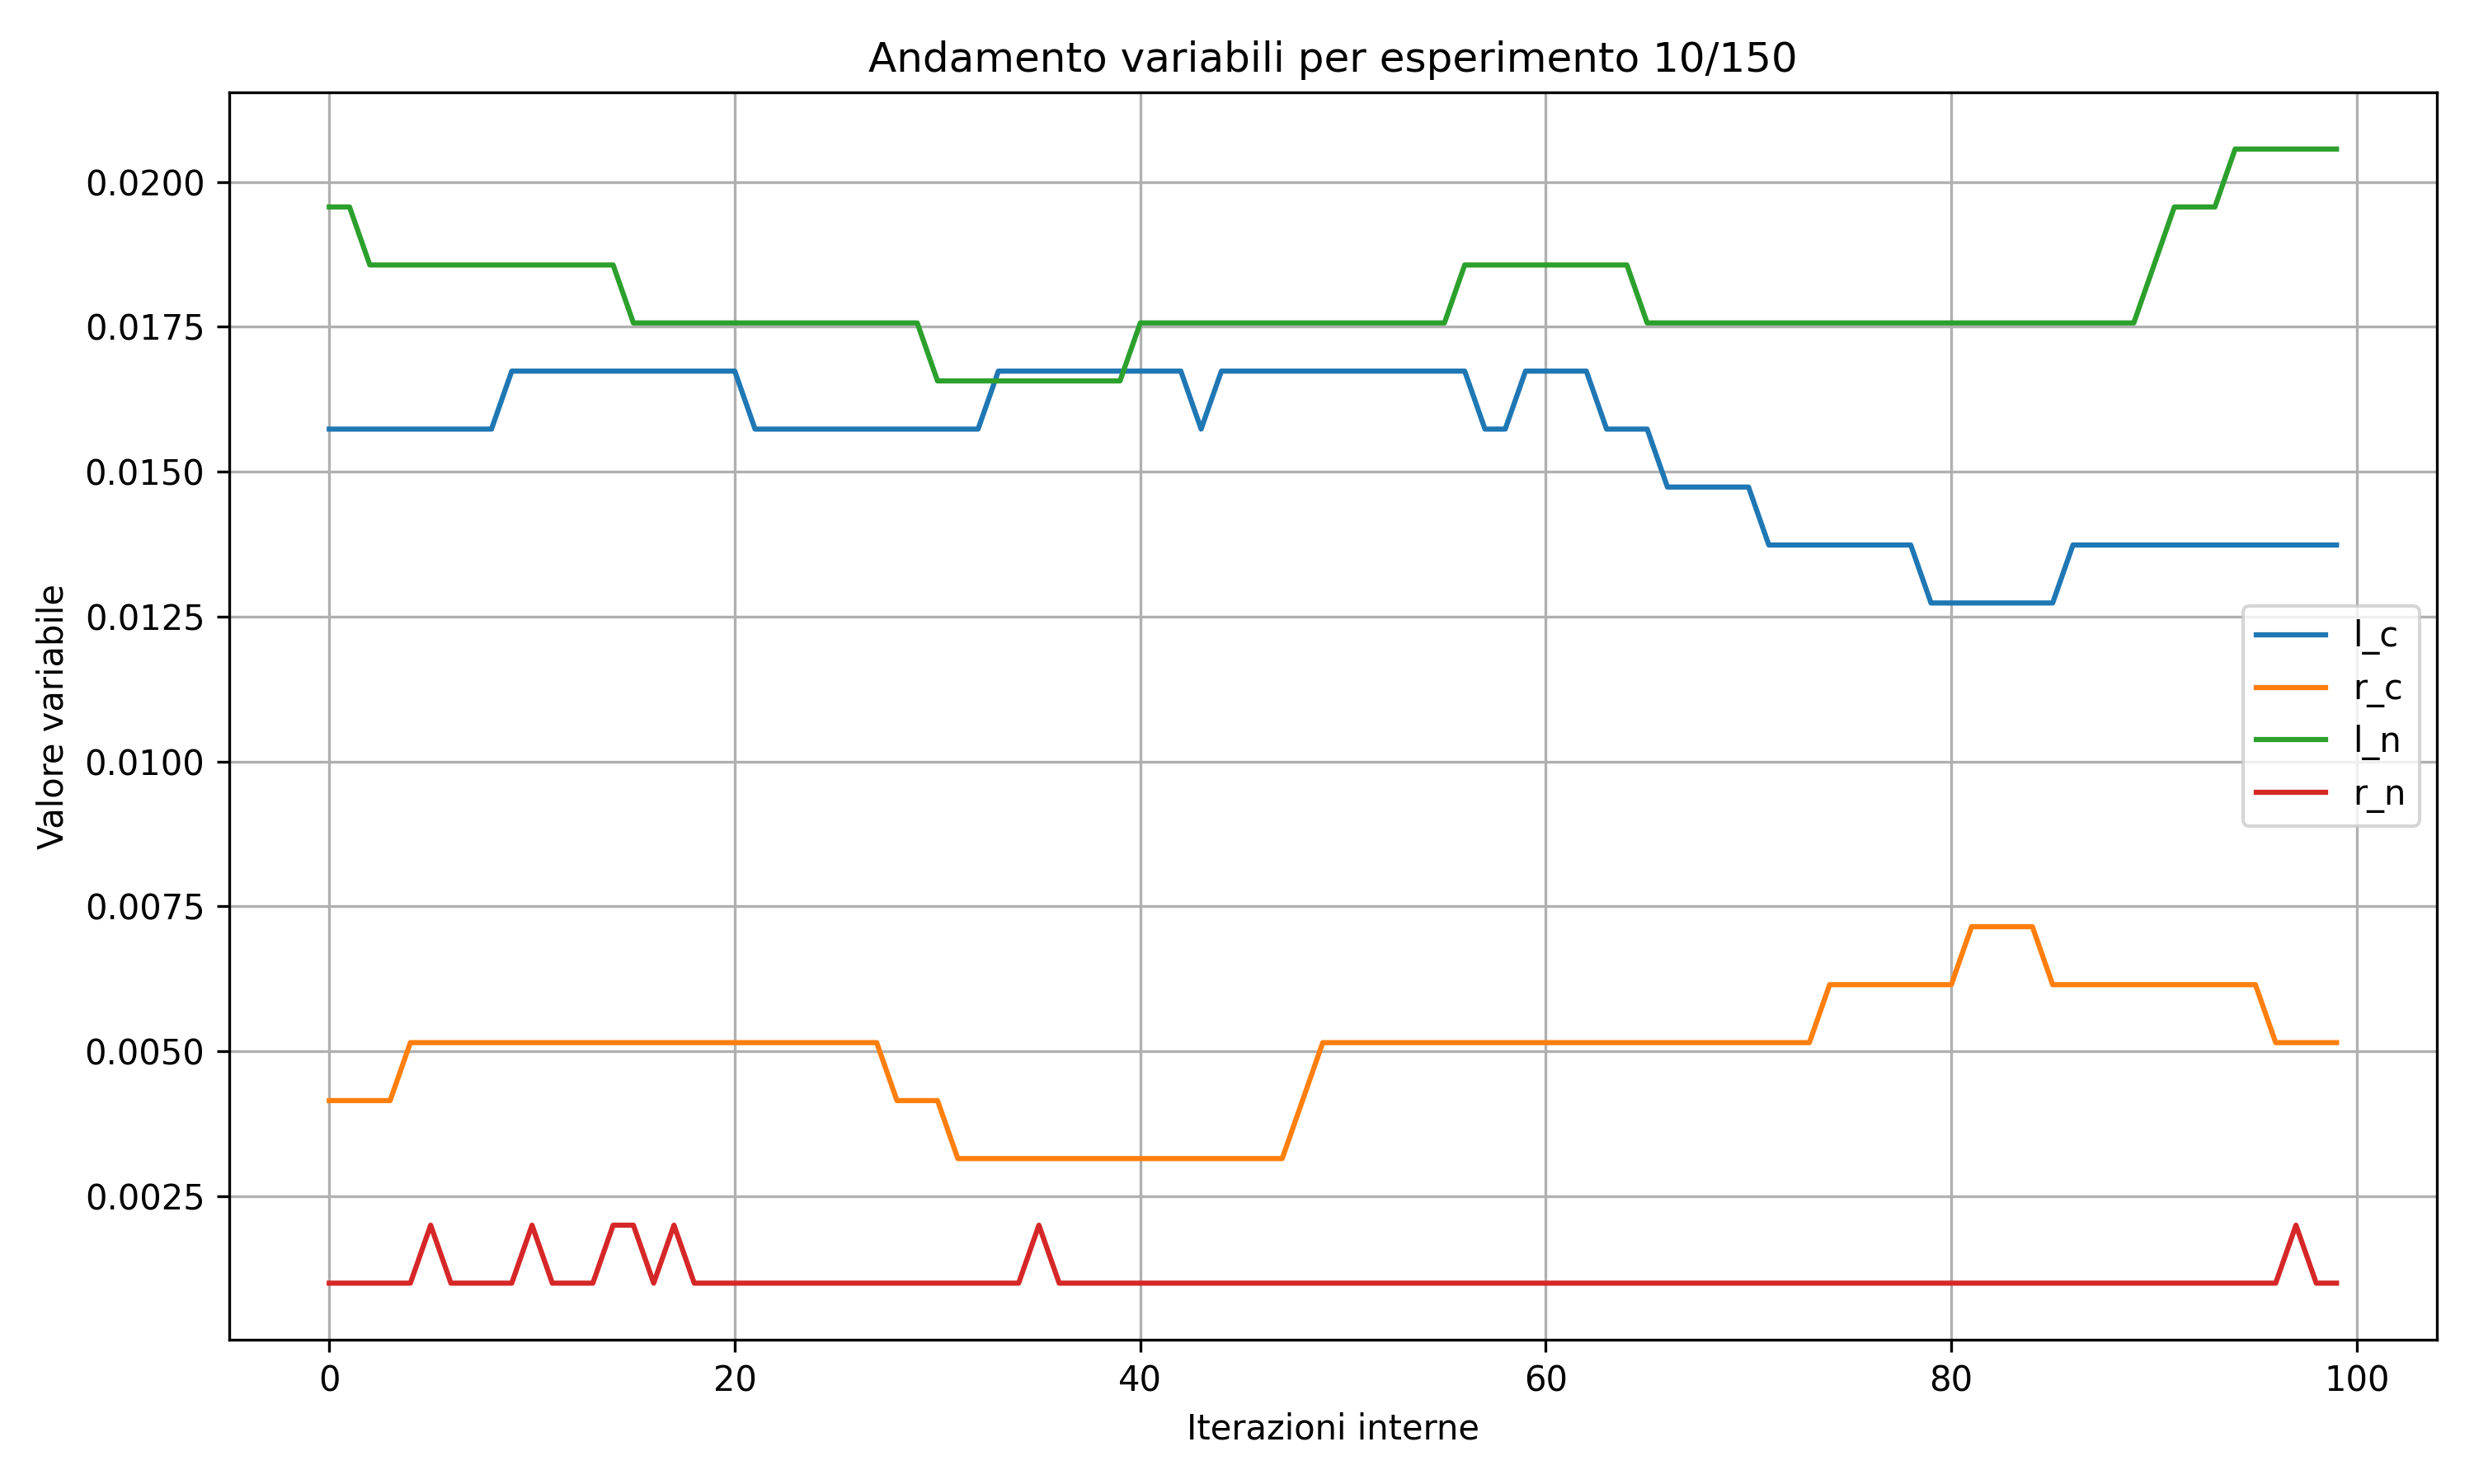 Andamento variabili per esperimento 10/150
Valore variabile
0.0200
0.0175
0.0150
0.0125
0.0100
0.0075
0.0050
0.0025
l_c
r_c
l_n
r_n
0 20 40 60 80 100
Iterazioni interne